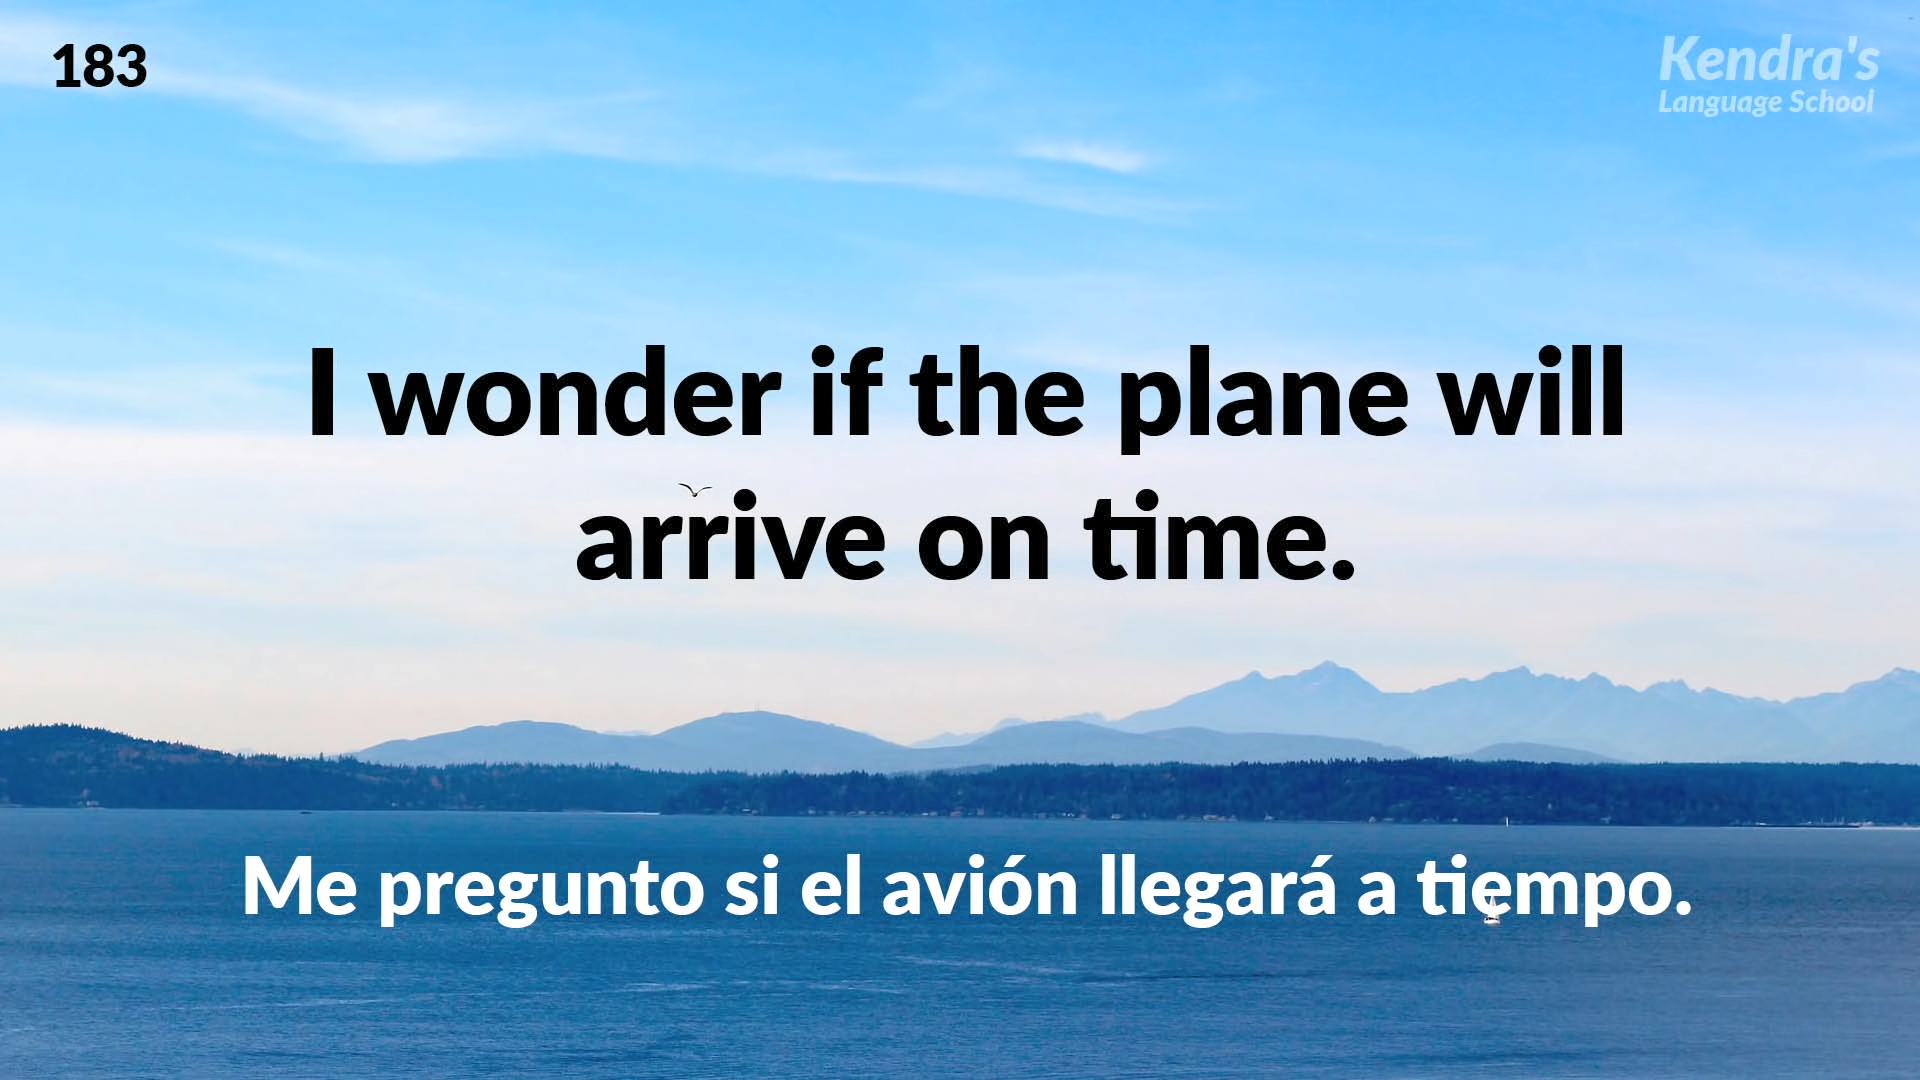 183
Kendra's
Language School
I wonder if the plane will
arrive on time.
Me pregunto si el avión llegará a tiempo.